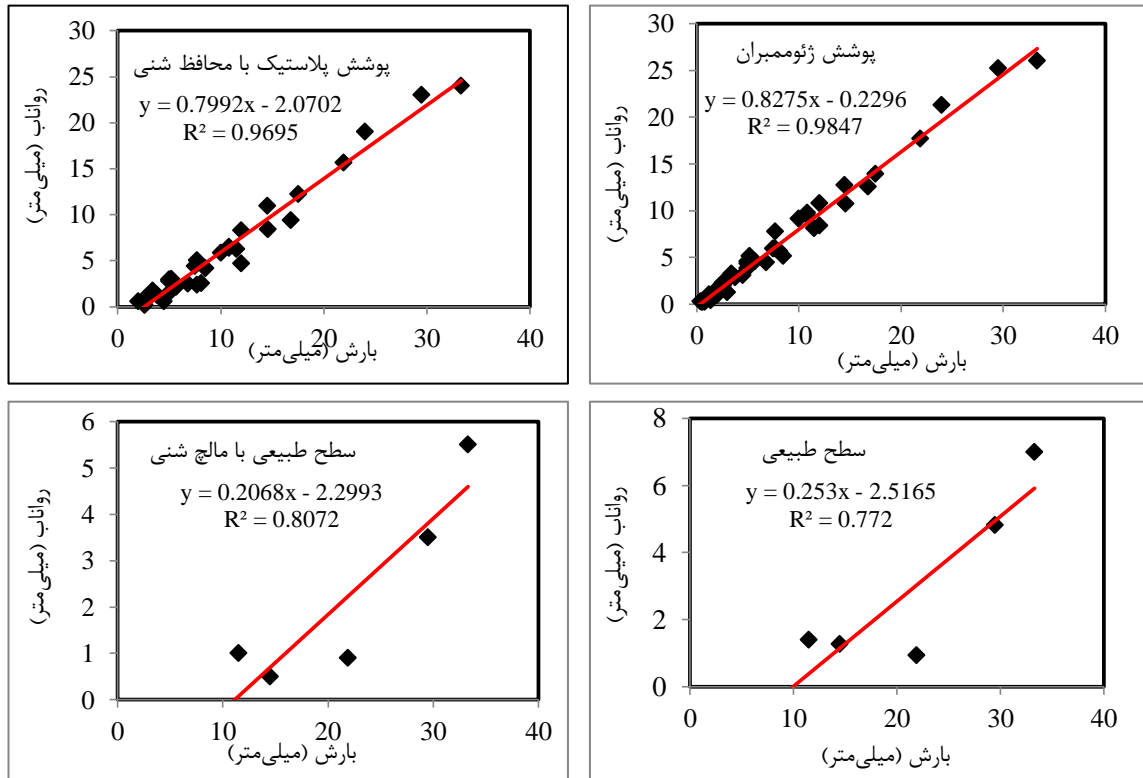 پوشش پلاستیک با محافظ شنی
y = 0.7992x - 2.0702
R² = 0.9695
رواناب (میلی‌متر)
30
25
20
15
10
5
0
0 10 20 30 40
بارش (میلی‌متر)
پوشش ژئوممبران
y = 0.8275x - 0.2296
R² = 0.9847
رواناب (میلی‌متر)
30
25
20
15
10
5
0
0 10 20 30 40
بارش (میلی‌متر)
سطح طبیعی با مالچ شنی
y = 0.2068x - 2.2993
R² = 0.8072
رواناب (میلی‌متر)
6
5
4
3
2
1
0
0 10 20 30 40
بارش (میلی‌متر)
سطح طبیعی
y = 0.253x - 2.5165
R² = 0.772
رواناب (میلی‌متر)
8
6
4
2
0
0 10 20 30 40
بارش (میلی‌متر)